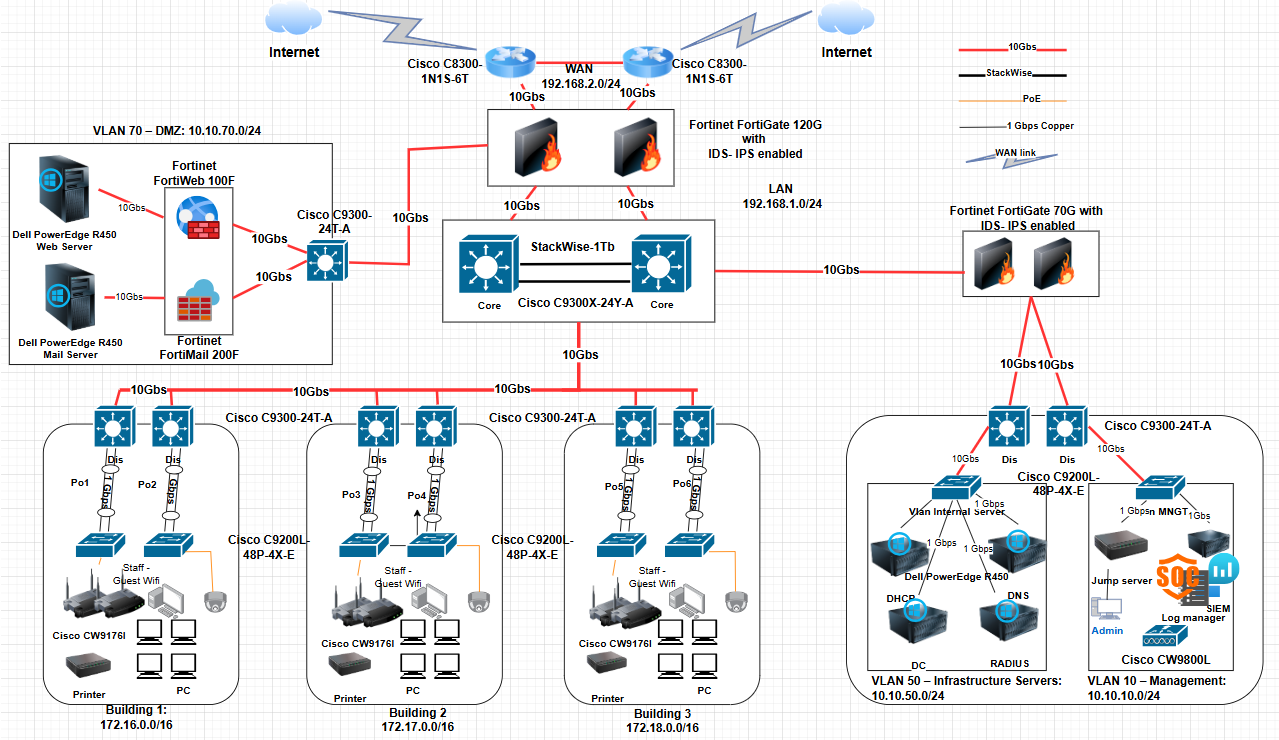 Internet
Internet
Cisco C8300-
1N1S-6T
WAN
192.168.2.0/24
Cisco C8300-
1N1S-6T
10Gbs
10Gbs
10Gbs
StackWise
PoE
1 Gbps Copper
WAN link
Fortinet FortiGate 120G
with
IDS- IPS enabled
VLAN 70 – DMZ: 10.10.70.0/24
Fortinet
FortiWeb 100F
10Gbs
Dell PowerEdge R450
Web Server
10Gbs
10Gbs
10Gbs
Dell PowerEdge R450
Mail Server
Fortinet
FortiMail 200F
Cisco C9300-
24T-A
10Gbs
10Gbs
10Gbs
LAN
192.168.1.0/24
StackWise-1Tb
Core
Cisco C9300X-24Y-A
Core
10Gbs
Fortinet FortiGate 70G with
IDS- IPS enabled
10Gbs
10Gbs
10Gbs
10Gbs
10Gbs
10Gbs
Cisco C9300-24T-A
Cisco C9300-24T-A
Cisco C9300-24T-A
Dis
Dis
Po1
Po2
1 Gbps
1 Gbps
Cisco C9200L-
48P-4X-E
Staff -
Guest Wifi
Cisco CW9176I
Printer
PC
Building 1:
172.16.0.0/16
Dis
Dis
Po3
Po4
1 Gbps
1 Gbps
Cisco C9200L-
48P-4X-E
Staff -
Guest Wifi
Cisco CW9176I
Printer
PC
Building 2
172.17.0.0/16
Dis
Dis
Po5
Po6
1 Gbps
1 Gbps
Staff -
Guest Wifi
Cisco CW9176I
Printer
PC
Building 3
172.18.0.0/16
Dis
Dis
10Gbs
10Gbs
Cisco C9200L-
48P-4X-E
Vlan Internal Server
1 Gbps
1 Gbps
1 Gbps
Dell PowerEdge R450
DHCP
DNS
DC
RADIUS
VLAN 50 – Infrastructure Servers:
10.10.50.0/24
n MNGT
1 Gbps
1Gbs
Jump server
SOC
Admin
SIEM
Log manager
Cisco CW9800L
VLAN 10 – Management:
10.10.10.0/24